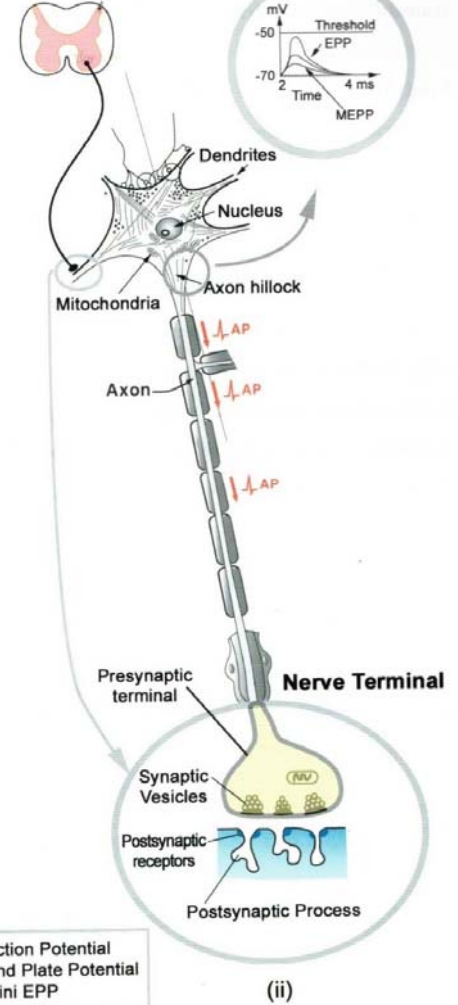 mV
-50
Threshold
EPP
-70
2
4 ms
Time
MEPP
Dendrites
Nucleus
Mitochondria
Axon hillock
AP
Axon
AP
AP
Presynaptic
terminal
Nerve Terminal
Synaptic
Vesicles
Postsynaptic
receptors
Postsynaptic Process
ction Potential
nd Plate Potential
ini EPP
(ii)